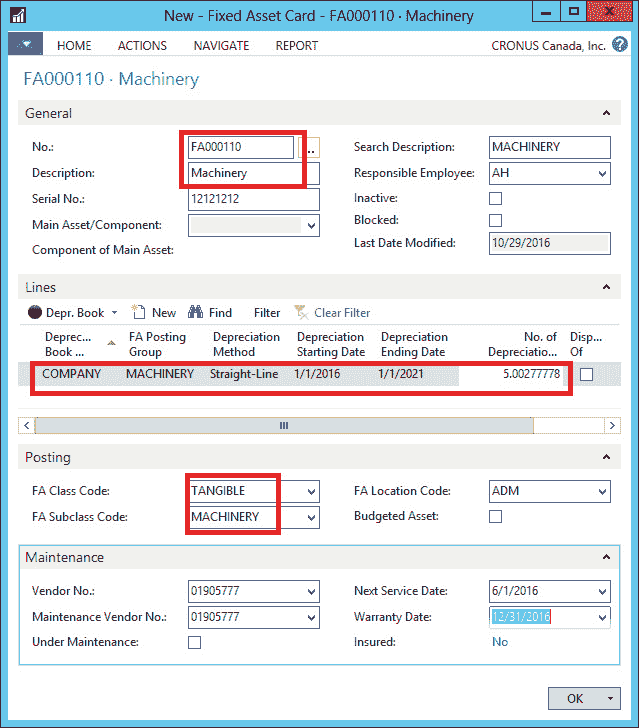 New - Fixed Asset Card - FA000110 · Machinery
HOME ACTIONS NAVIGATE REPORT CRONUS Canada, Inc.
FA000110 · Machinery
General
No.: FA000110 ... Search Description: MACHINERY
Description: Machinery Responsible Employee: AH
Serial No.: 12121212 Inactive:
Main Asset/Component: Blocked:
Component of Main Asset: Last Date Modified: 10/29/2016
Lines
Depr. Book New Find Filter Clear Filter
Deprec... Book ... FA Posting Group Depreciation Method Depreciation Starting Date Depreciation Ending Date No. of Depreciatio... Disp... Of
COMPANY MACHINERY Straight-Line 1/1/2016 1/1/2021 5.00277778
Posting
FA Class Code: TANGIBLE FA Location Code: ADM
FA Subclass Code: MACHINERY Budgeted Asset:
Maintenance
Vendor No.: 01905777 Next Service Date: 6/1/2016
Maintenance Vendor No.: 01905777 Warranty Date: 12/31/2016
Under Maintenance: Insured: No
OK